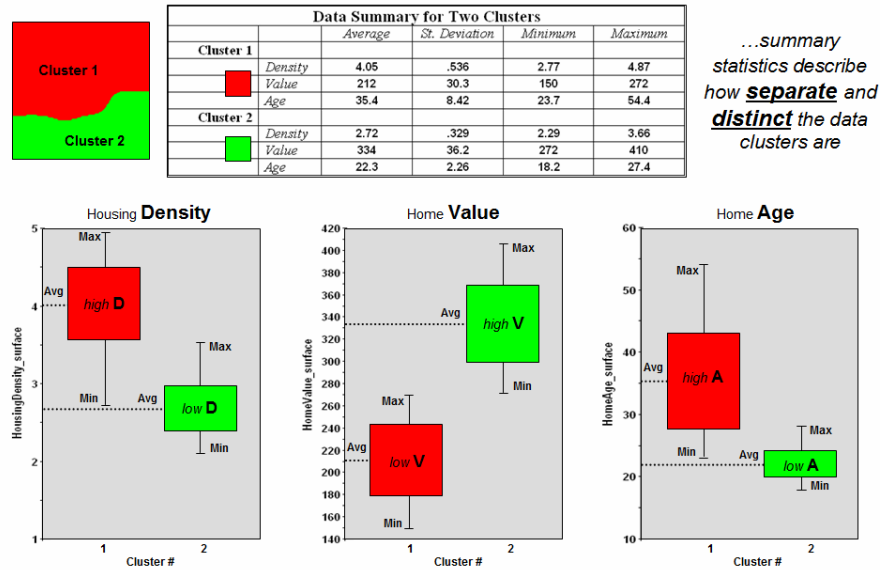 Cluster 1
Cluster 2
Data Summary for Two Clusters
Average St. Deviation Minimum Maximum
Cluster 1
Density 4.05 .536 2.77 4.87
Value 212 30.3 150 272
Age 35.4 8.42 23.7 54.4
Cluster 2
Density 2.72 .329 2.29 3.66
Value 334 36.2 272 410
Age 22.3 2.26 18.2 27.4
...summary
statistics describe
how separate and
distinct the data
clusters are
Housing Density
HousingDensity_surface
5
4
3
2
1
Max
Avg
high D
Min
Max
Avg
low D
Min
1 2
Cluster #
Home Value
HomeValue_surface
420
400
380
360
340
320
300
280
260
240
220
200
180
160
140
Max
Avg
high V
Min
Max
Avg
low V
Min
1 2
Cluster #
Home Age
HomeAge_surface
60
50
40
30
20
10
Max
Avg
high A
Min
Max
Avg
low A
Min
1 2
Cluster #